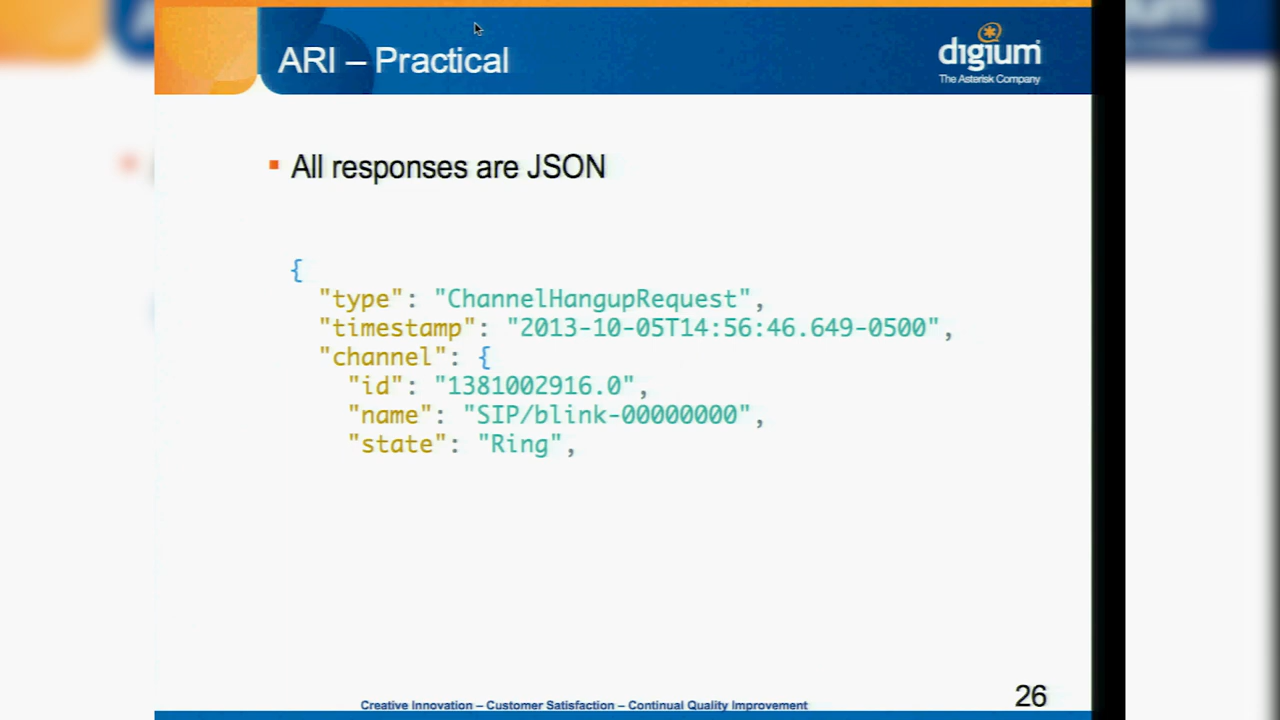 ARI – Practical
digium
The Asterisk Company
All responses are JSON
{
"type": "ChannelHangupRequest",
"timestamp": "2013-10-05T14:56:46.649-0500",
"channel": {
"id": "1381002916.0",
"name": "SIP/blink-00000000",
"state": "Ring",
Creative Innovation – Customer Satisfaction – Continual Quality Improvement
26